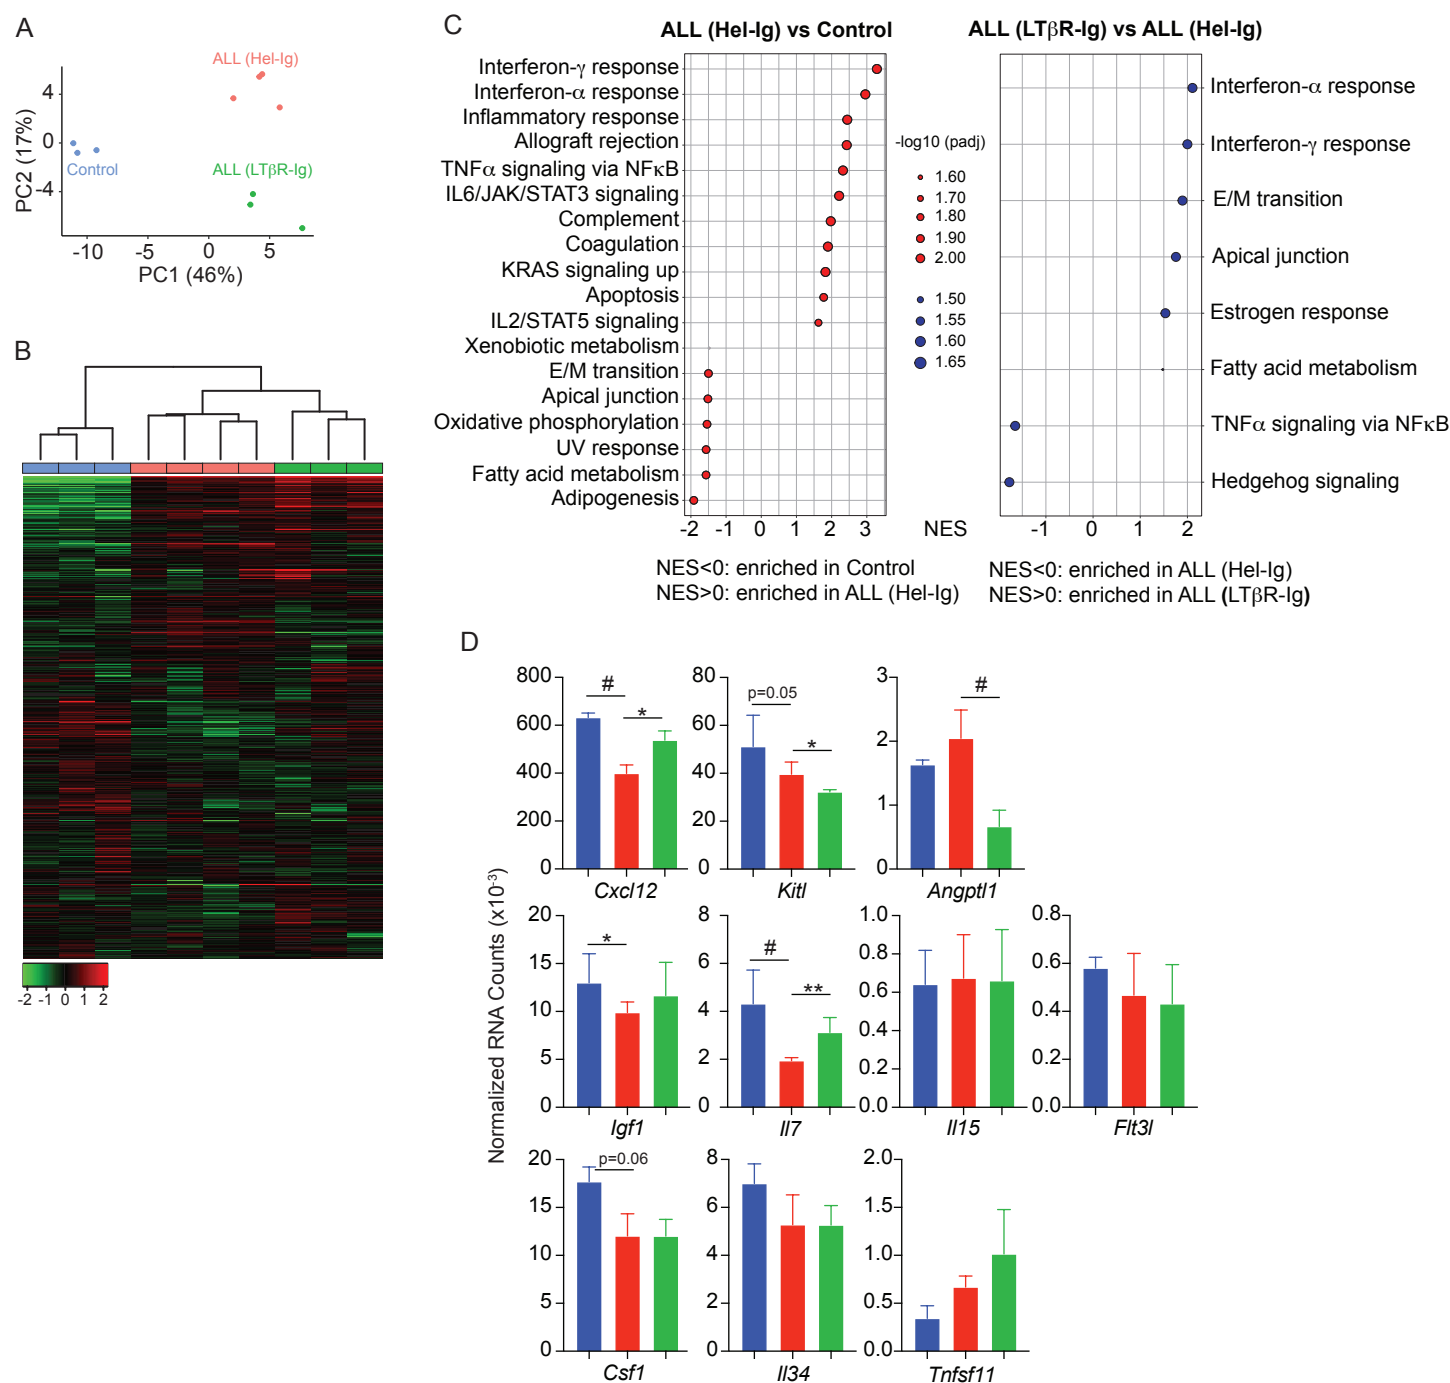 A
ALL (Hel-Ig)
Control
ALL (LTβR-Ig)
4
0
-4
-10
-5
0
5
PC1 (46%)
PC2 (17%)
B
-2 -1 0 1 2
C
ALL (Hel-Ig) vs Control
Interferon-γ response
Interferon-α response
Inflammatory response
Allograft rejection
TNFα signaling via NFκB
IL6/JAK/STAT3 signaling
Complement
Coagulation
KRAS signaling up
Apoptosis
IL2/STAT5 signaling
Xenobiotic metabolism
E/M transition
Apical junction
Oxidative phosphorylation
UV response
Fatty acid metabolism
Adipogenesis
-2 -1 0 1 2 3
NES
NES<0: enriched in Control
NES>0: enriched in ALL (Hel-Ig)
-log10 (padj)
1.60
1.70
1.80
1.90
2.00
1.50
1.55
1.60
1.65
ALL (LTβR-Ig) vs ALL (Hel-Ig)
Interferon-α response
Interferon-γ response
E/M transition
Apical junction
Estrogen response
Fatty acid metabolism
TNFα signaling via NFκB
Hedgehog signaling
-1 0 1 2
NES<0: enriched in ALL (Hel-Ig)
NES>0: enriched in ALL (LTβR-Ig)
D
Normalized RNA Counts (x10-3)
800
600
400
200
0
#
*
Cxcl12
80
60
40
20
0
p=0.05
*
Kitl
3
2
1
0
#
Angptl1
20
15
10
5
0
*
Igf1
8
6
4
2
0
#
**
Il7
1.0
0.8
0.6
0.4
0.2
0.0
Il15
0.8
0.6
0.4
0.2
0.0
Flt3l
20
15
10
5
0
p=0.06
Csf1
8
6
4
2
0
Il34
2.0
1.5
1.0
0.5
0.0
Tnfsf11